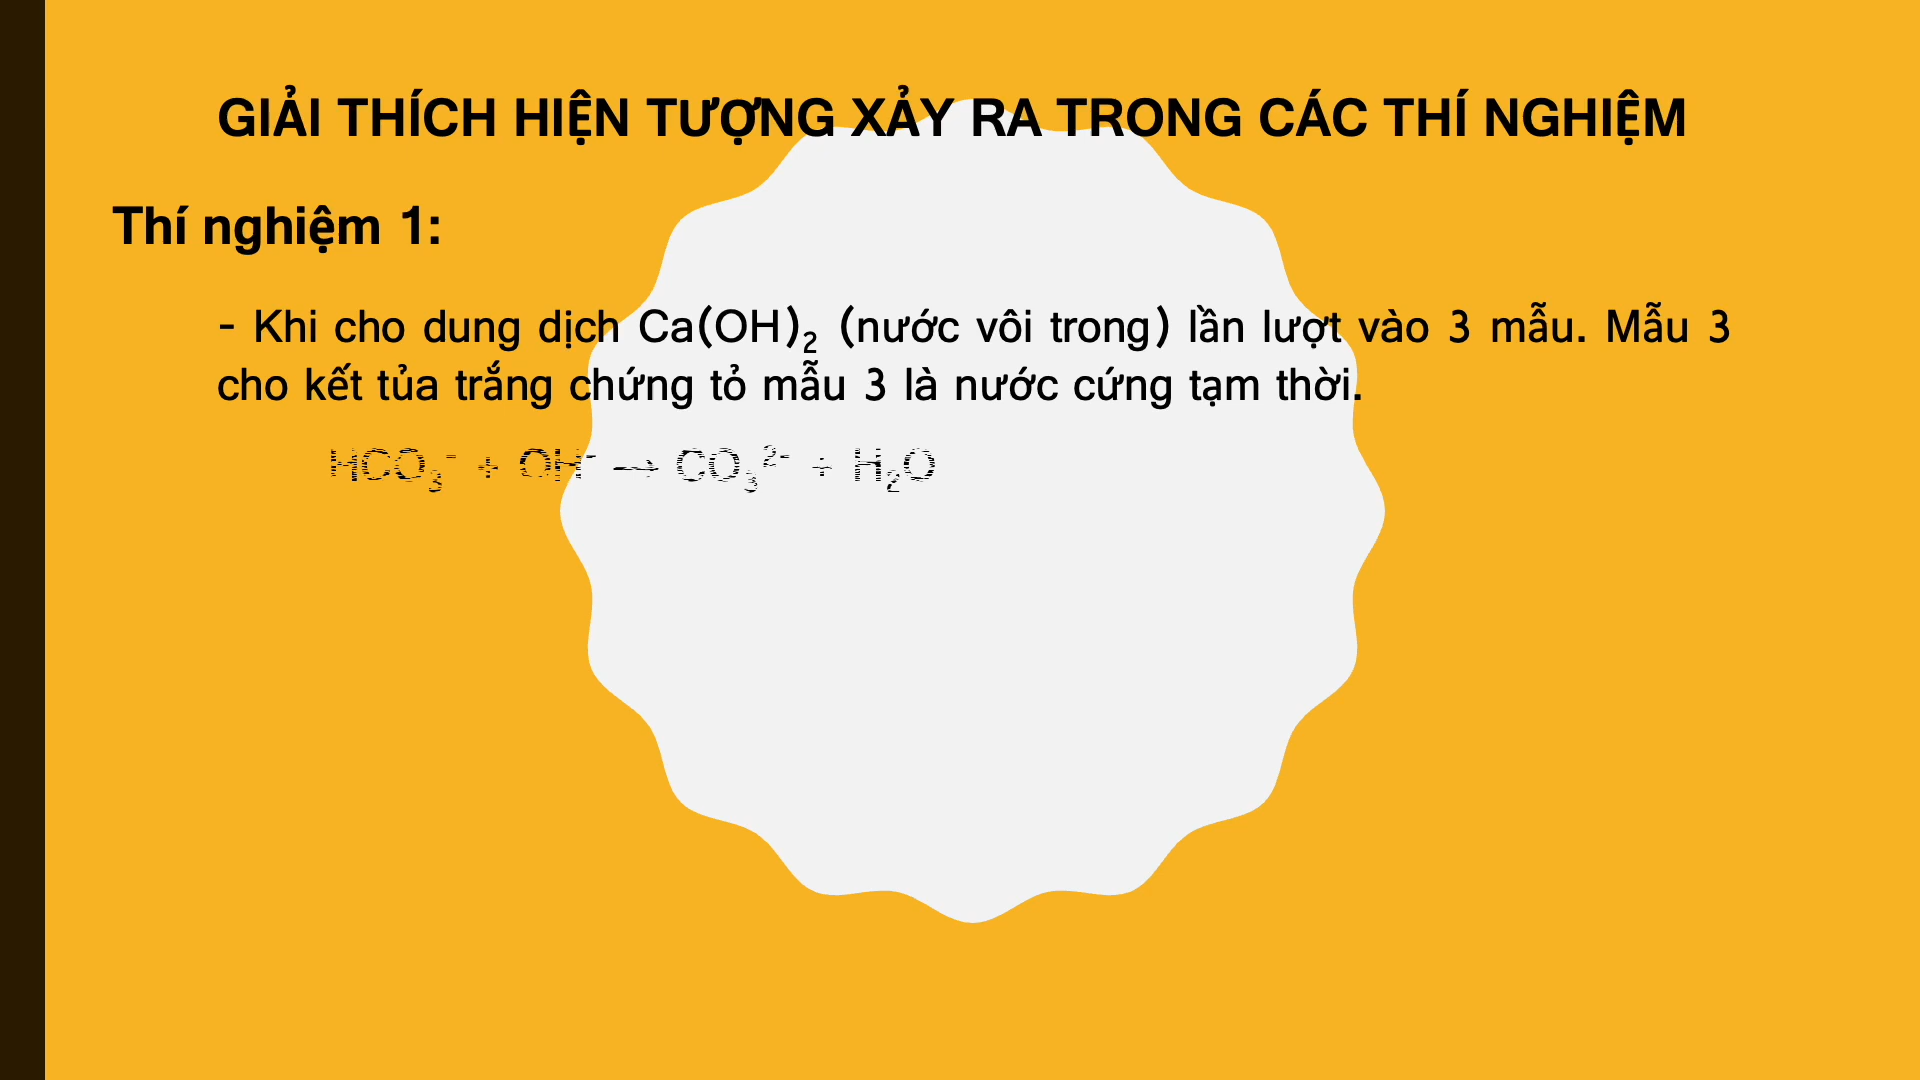 GIẢI THÍCH HIỆN TƯỢNG XẢY RA TRONG CÁC THÍ NGHIỆM
Thí nghiệm 1:
- Khi cho dung dịch Ca(OH)₂ (nước vôi trong) lần lượt vào 3 mẫu. Mẫu 3
cho kết tủa trắng chứng tỏ mẫu 3 là nước cứng tạm thời.
HCO₃⁻ + OH⁻ → CO₃²⁻ + H₂O